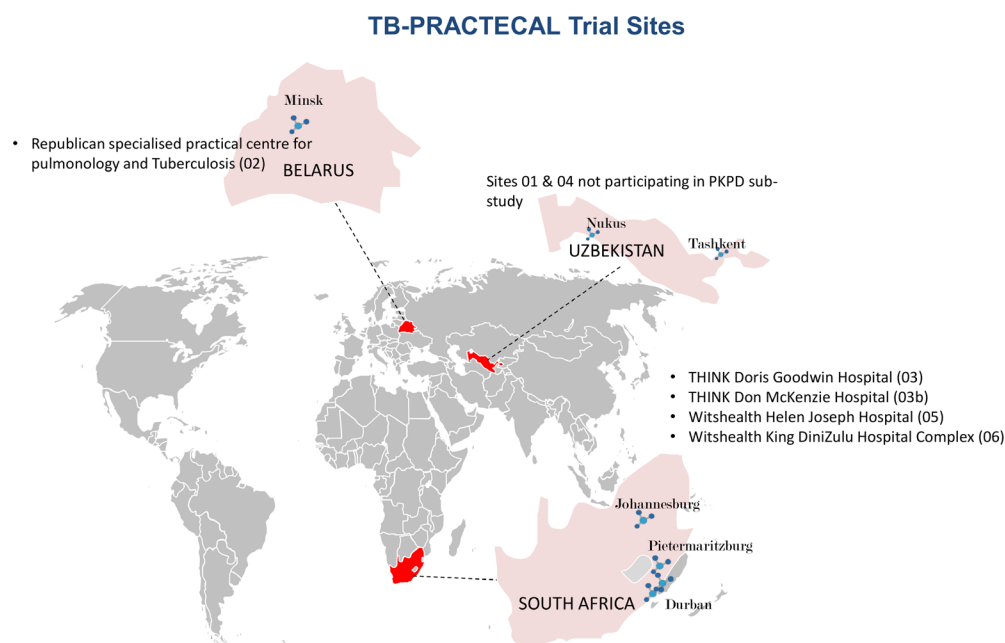 TB-PRACTECAL Trial Sites
Minsk
• Republican specialised practical centre for
pulmonology and Tuberculosis (02)
BELARUS
Sites 01 & 04 not participating in PKPD sub-
study
Nukus
UZBEKISTAN
Tashkent
• THINK Doris Goodwin Hospital (03)
• THINK Don McKenzie Hospital (03b)
• Witshealth Helen Joseph Hospital (05)
• Witshealth King DiniZulu Hospital Complex (06)
Johannesburg
Pietermaritzburg
SOUTH AFRICA
Durban